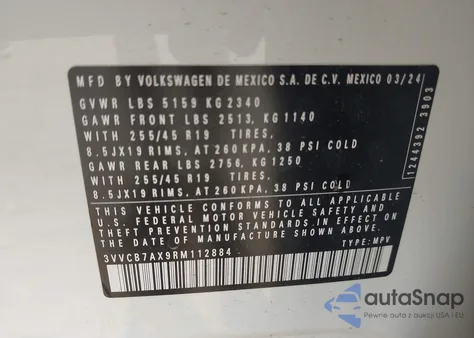 MFD BY VOLKSWAGEN DE MEXICO S.A. DE C.V. MEXICO 03/24
GVWR LBS 5159 KG 2340
GAWR FRONT LBS 2513, KG 1140
WITH 255/45 R19 TIRES,
8.5JX19 RIMS, AT 260 KPA, 38 PSI COLD
GAWR REAR LBS 2756, KG 1250
WITH 255/45 R19 TIRES,
8.5JX19 RIMS, AT 260 KPA, 38 PSI COLD
THIS VEHICLE CONFORMS TO ALL APPLICABLE
U.S. FEDERAL MOTOR VEHICLE SAFETY AND
THEFT PREVENTION STANDARDS IN EFFECT ON THE
DATE OF MANUFACTURE SHOWN ABOVE.
3VVCB7AX9RM112884 TYPE: MPV
1244392 3903
autoSnap
Pewne auta z aukcji USA i EU